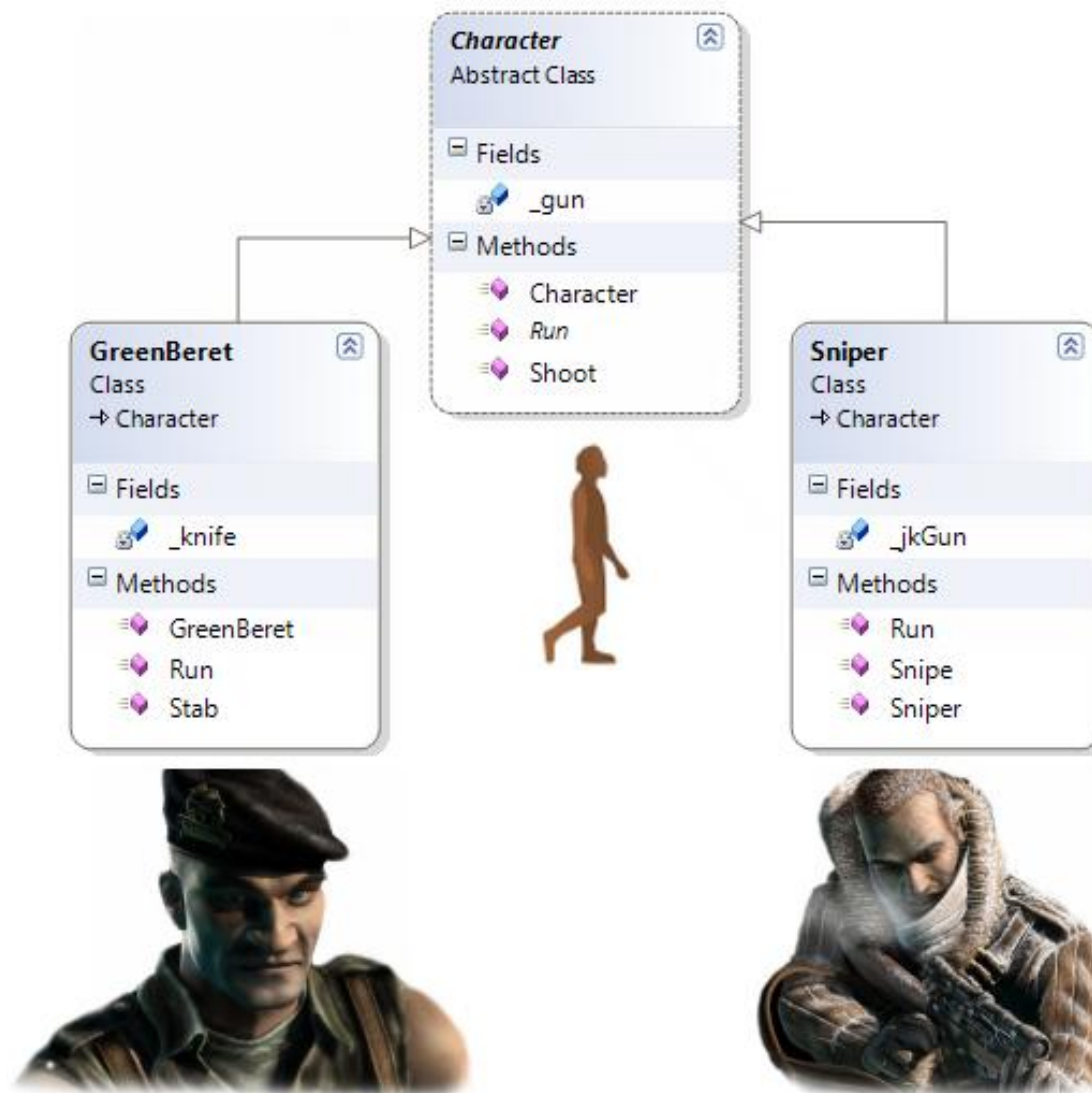 Character
Abstract Class
Fields
_gun
Methods
Character
Run
Shoot
GreenBeret
Class
Character
Fields
_knife
Methods
GreenBeret
Run
Stab
Sniper
Class
Character
Fields
_jkGun
Methods
Run
Snipe
Sniper